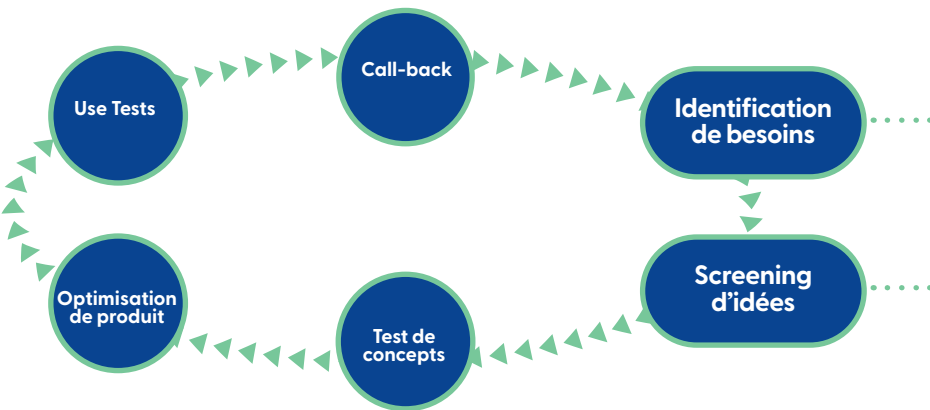 Call-back
Use Tests
Identification
de besoins
Screening
d'idées
Optimisation
de produit
Test de
concepts